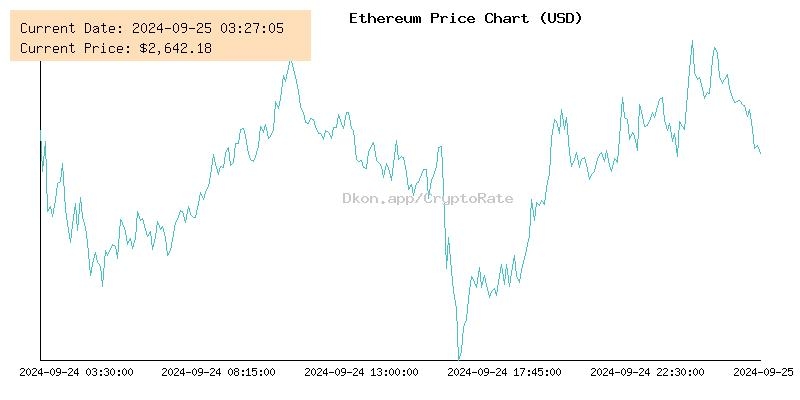 Ethereum Price Chart (USD)
Current Date: 2024-09-25 03:27:05
Current Price: $2,642.18
Dkon.app/CryptoRate
2024-09-24 03:30:00
2024-09-24 08:15:00
2024-09-24 13:00:00
2024-09-24 17:45:00
2024-09-24 22:30:00
2024-09-25